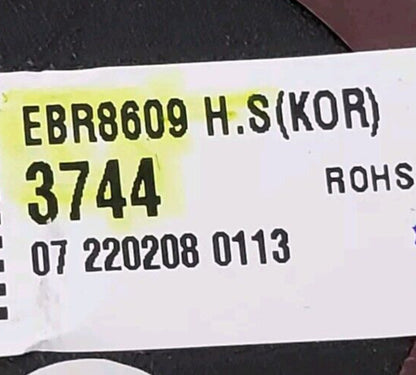 EBR8609 H.S(KOR)
3744 ROHS
07 220208 0113